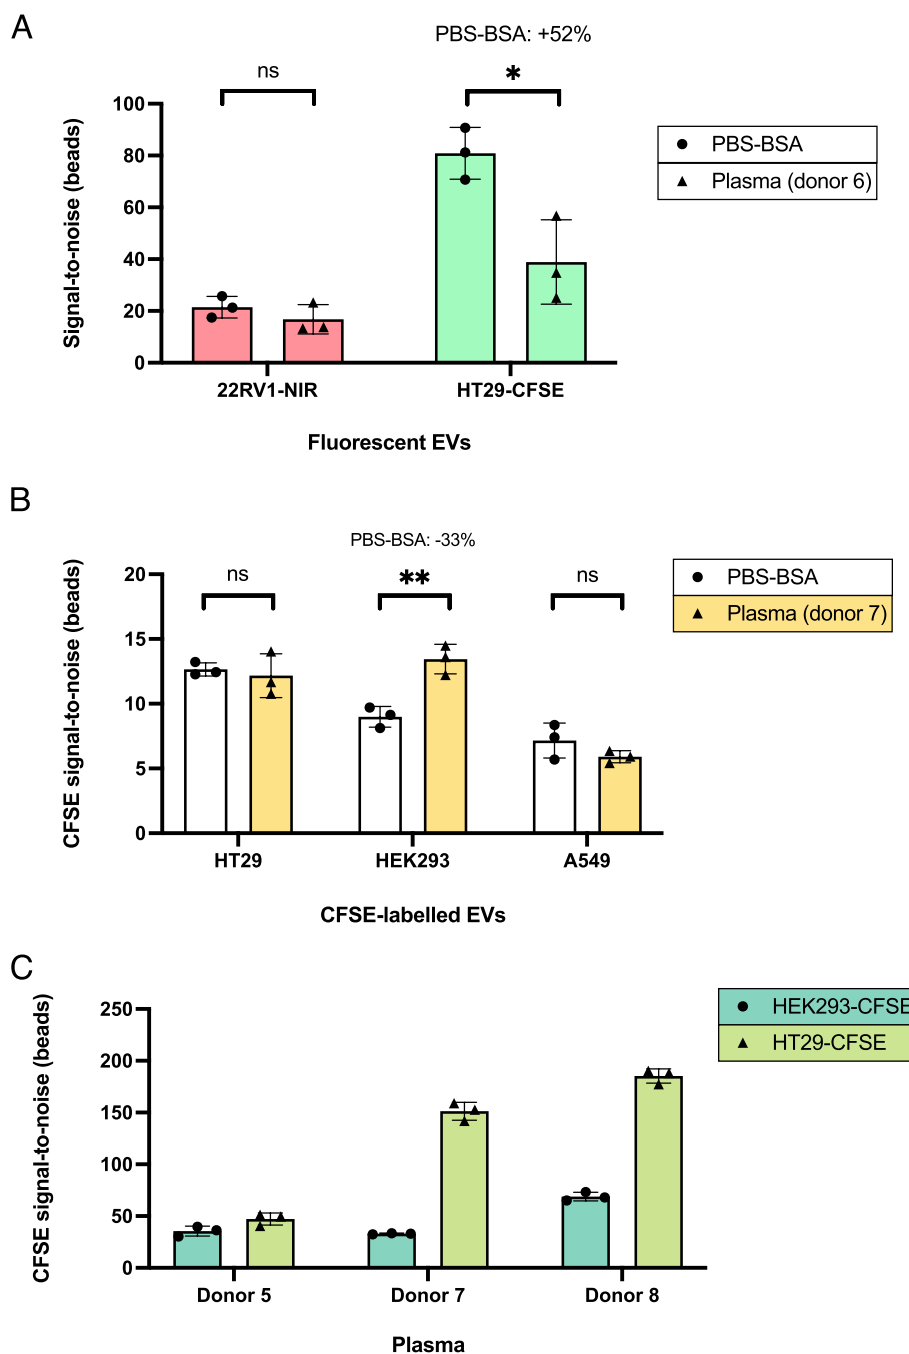 A
PBS-BSA: +52%
ns
*
100
80
60
40
20
0
Signal-to-noise (beads)
22RV1-NIR
HT29-CFSE
Fluorescent EVs
PBS-BSA
Plasma (donor 6)
B
PBS-BSA: -33%
ns
**
ns
20
15
10
5
0
CFSE signal-to-noise (beads)
HT29
HEK293
A549
CFSE-labelled EVs
PBS-BSA
Plasma (donor 7)
C
250
200
150
100
50
0
CFSE signal-to-noise (beads)
Donor 5
Donor 7
Donor 8
Plasma
HEK293-CFSE
HT29-CFSE